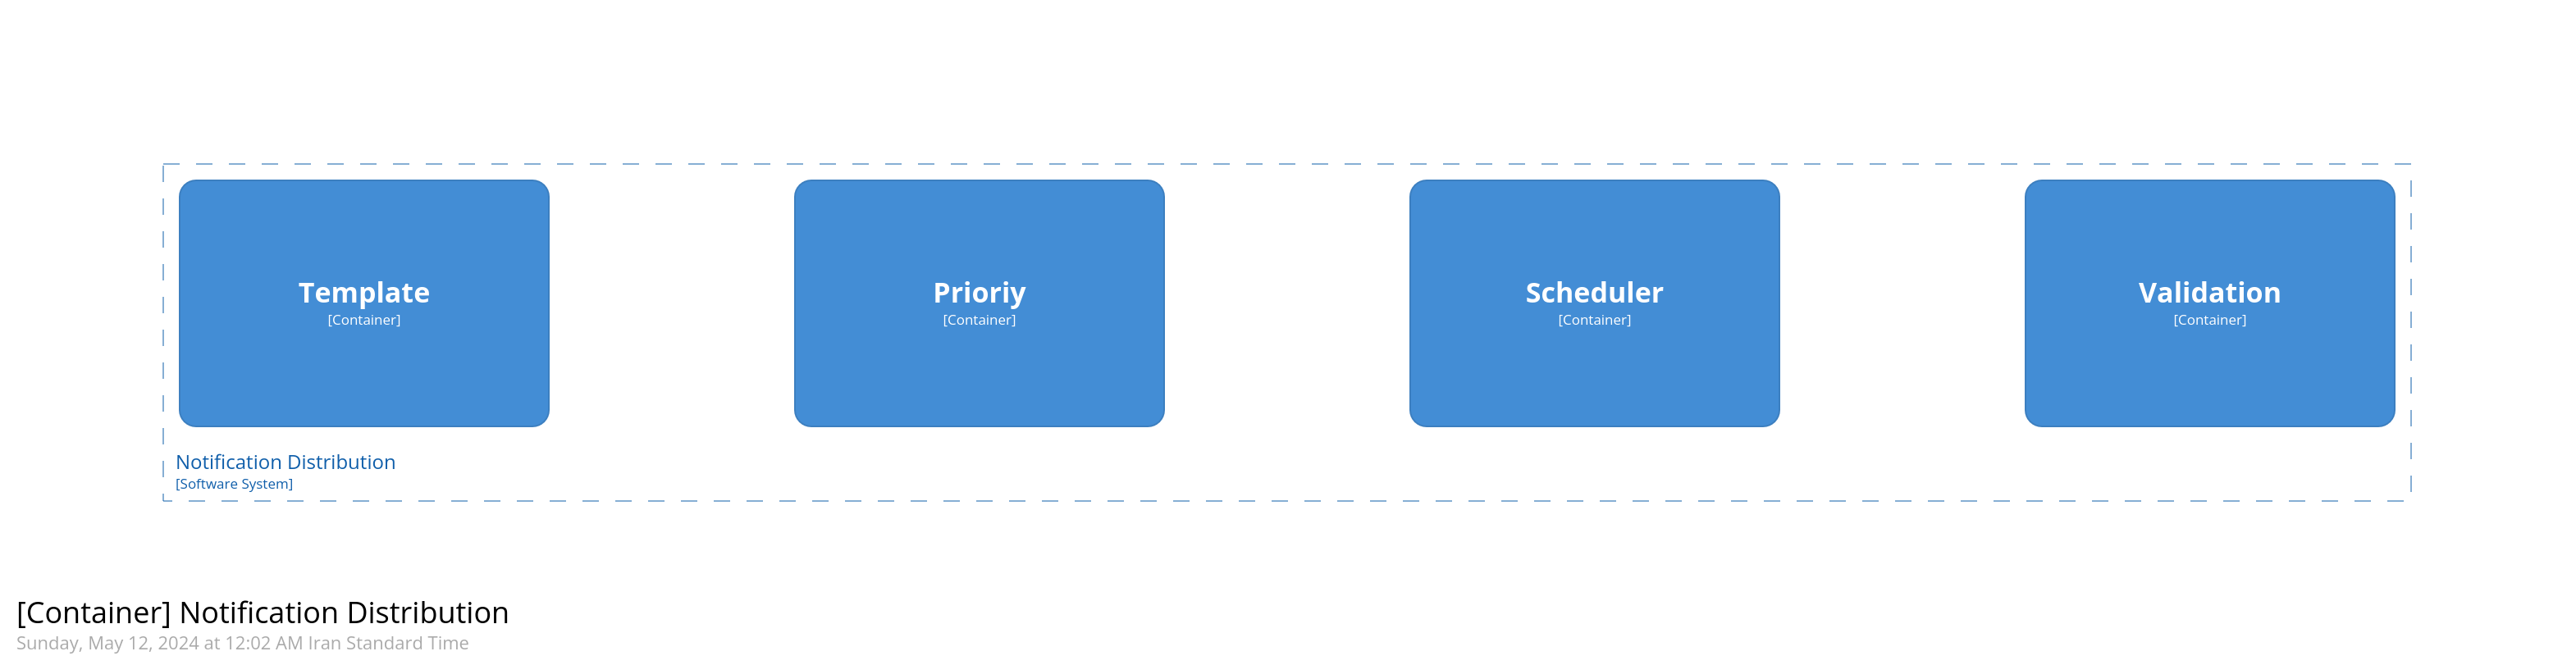 Template
[Container]
Prioriy
[Container]
Scheduler
[Container]
Validation
[Container]
Notification Distribution
[Software System]
[Container] Notification Distribution
Sunday, May 12, 2024 at 12:02 AM Iran Standard Time